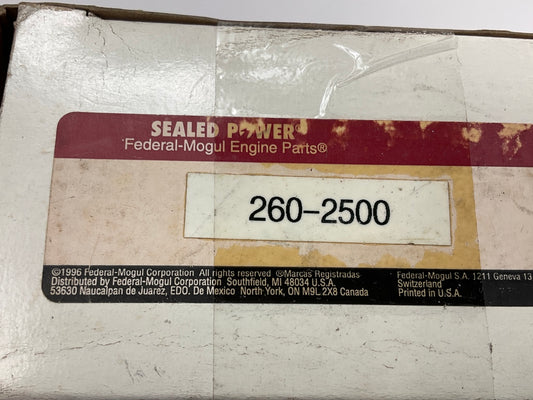 SEALED POWER®
Federal-Mogul Engine Parts®
260-2500
©1996 Federal-Mogul Corporation All rights reserved ®Marcas Registradas
Distributed by Federal-Mogul Corporation Southfield, MI 48034 U.S.A.
53630 Naucalpan de Juarez, EDO. De Mexico North York, ON M9L 2X8 Canada
Federal-Mogul S.A. 1211 Geneva 13
Switzerland
Printed in U.S.A.